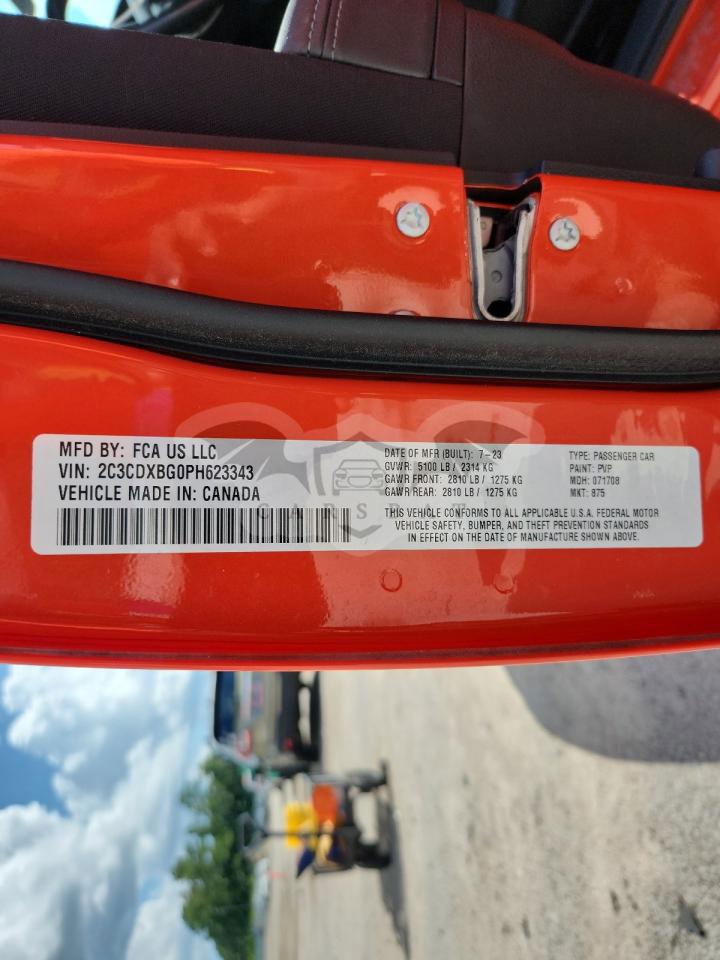 MFD BY: FCA US LLC
VIN: 2C3CDXBG0PH623343
VEHICLE MADE IN: CANADA
DATE OF MFR (BUILT): 7-23
GVWR: 5100 LB / 2314 KG
GAWR FRONT: 2810 LB / 1275 KG
GAWR REAR: 2810 LB / 1275 KG
TYPE: PASSENGER CAR
PAINT: PVP
MDH: 071708
MKT: 875
THIS VEHICLE CONFORMS TO ALL APPLICABLE U.S.A. FEDERAL MOTOR
VEHICLE SAFETY, BUMPER, AND THEFT PREVENTION STANDARDS
IN EFFECT ON THE DATE OF MANUFACTURE SHOWN ABOVE.
CARSBAT